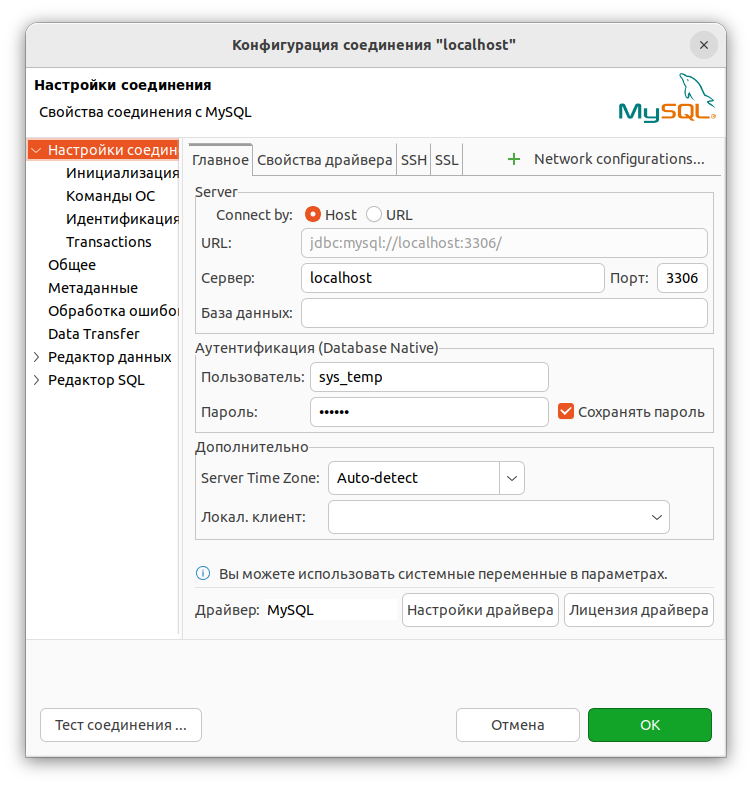 Конфигурация соединения "localhost"
Настройки соединения
Свойства соединения с MySQL
MySQL®
Настройки соедин
Инициализация
Команды ОС
Идентификация
Transactions
Общее
Метаданные
Обработка ошибо
Data Transfer
Редактор данных
Редактор SQL
Главное Свойства драйвера SSH SSL + Network configurations...
Server
Connect by: Host URL
URL: jdbc:mysql://localhost:3306/
Сервер: localhost Порт: 3306
База данных:
Аутентификация (Database Native)
Пользователь: sys_temp
Пароль: •••••• Сохранять пароль
Дополнительно
Server Time Zone: Auto-detect
Локал. клиент:
Вы можете использовать системные переменные в параметрах.
Драйвер: MySQL Настройки драйвера Лицензия драйвера
Тест соединения ... Отмена ОК